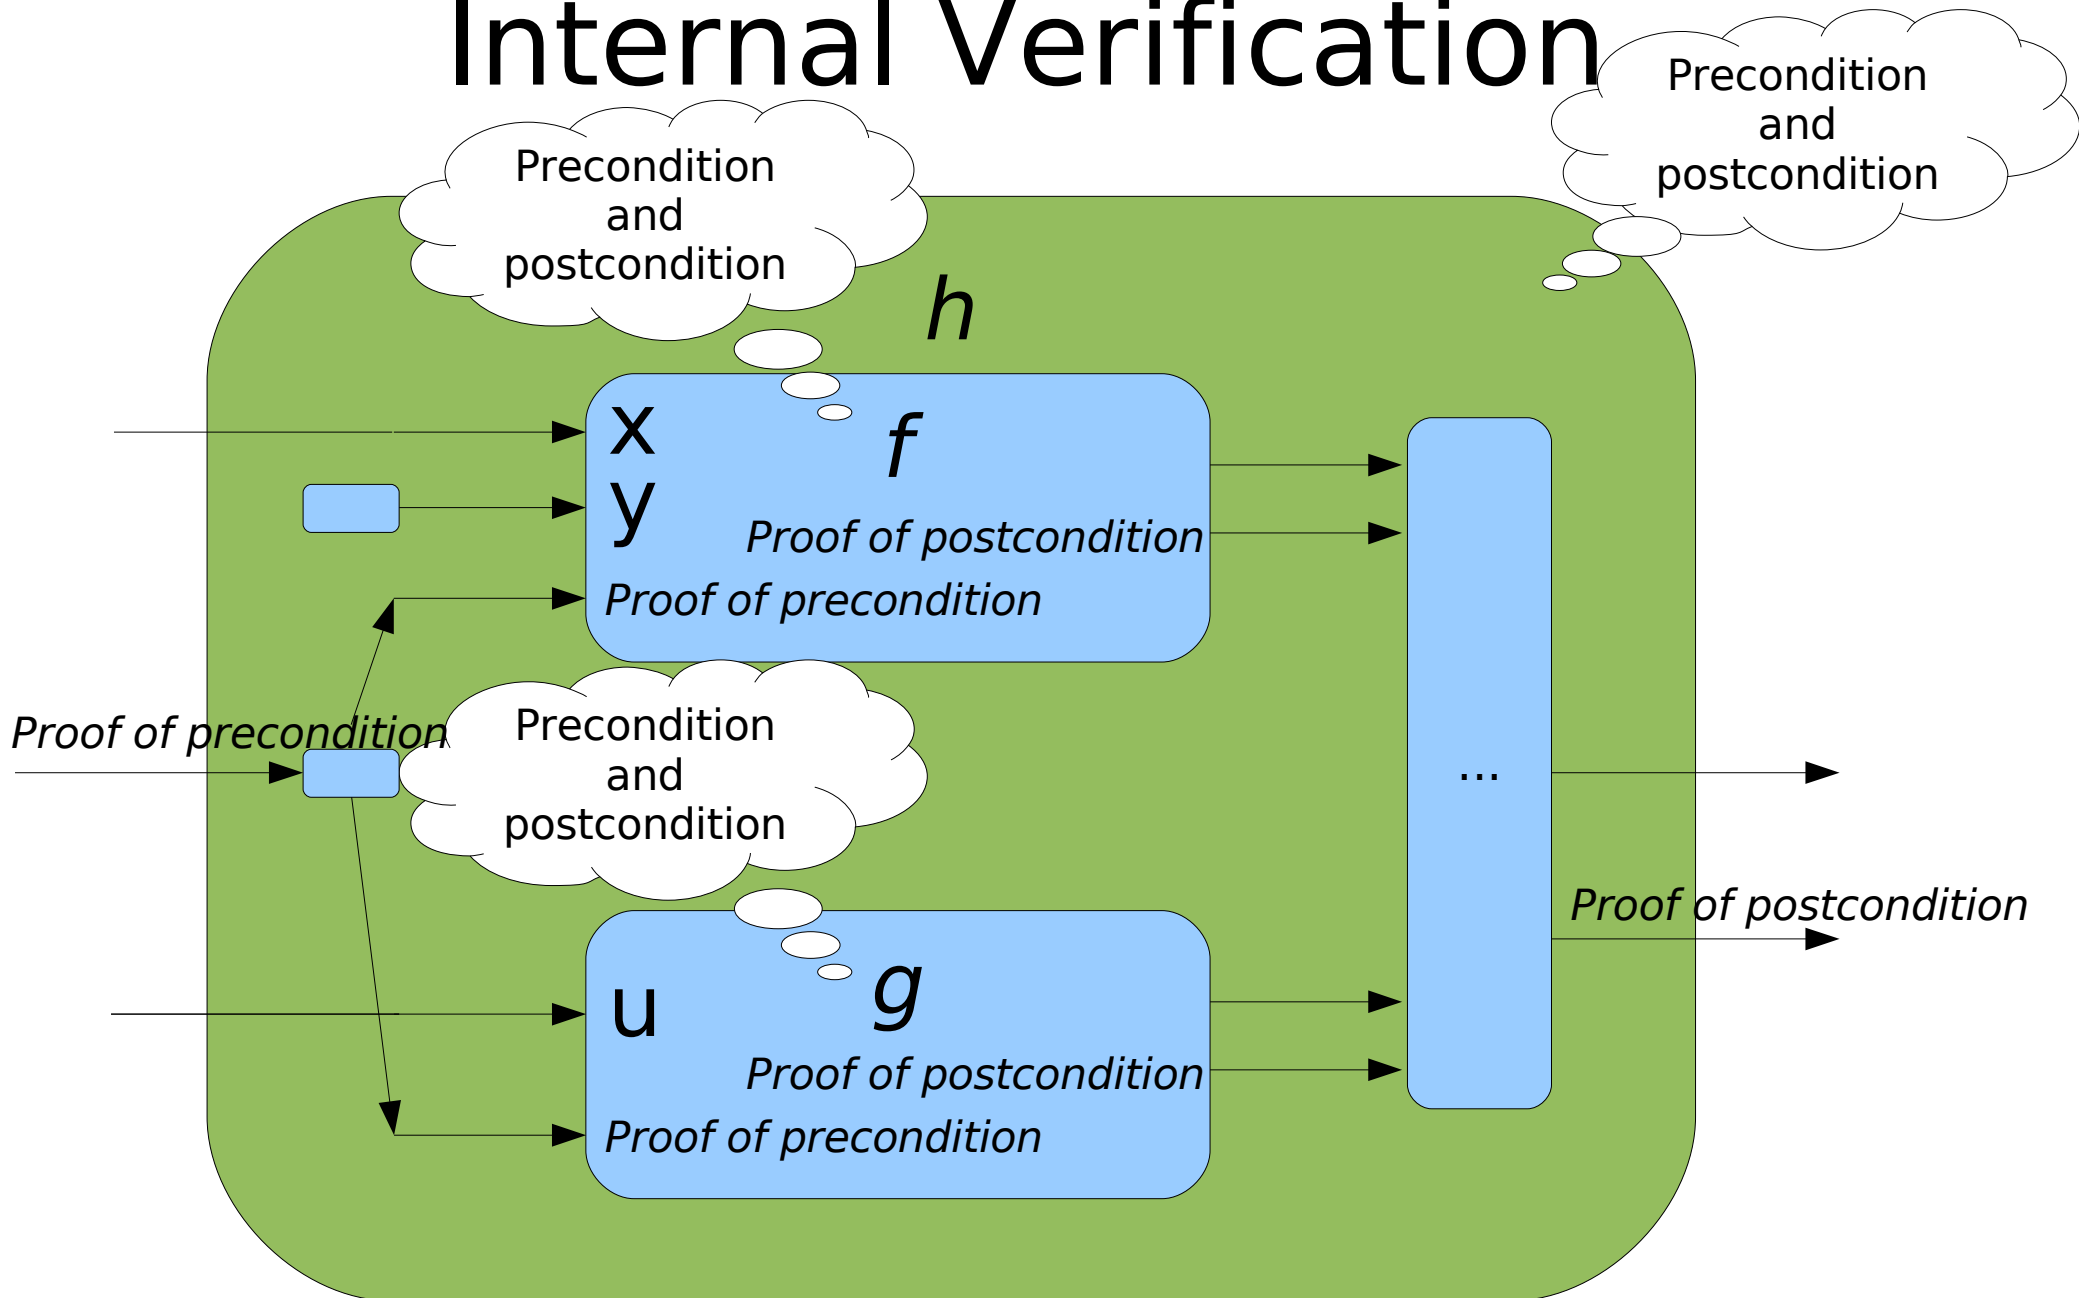 Internal Verification
Precondition
and
postcondition
Precondition
and
postcondition
h
x
f
y
Proof of postcondition
Proof of precondition
Proof of precondition
Precondition
and
postcondition
...
Proof of postcondition
g
u
Proof of postcondition
Proof of precondition